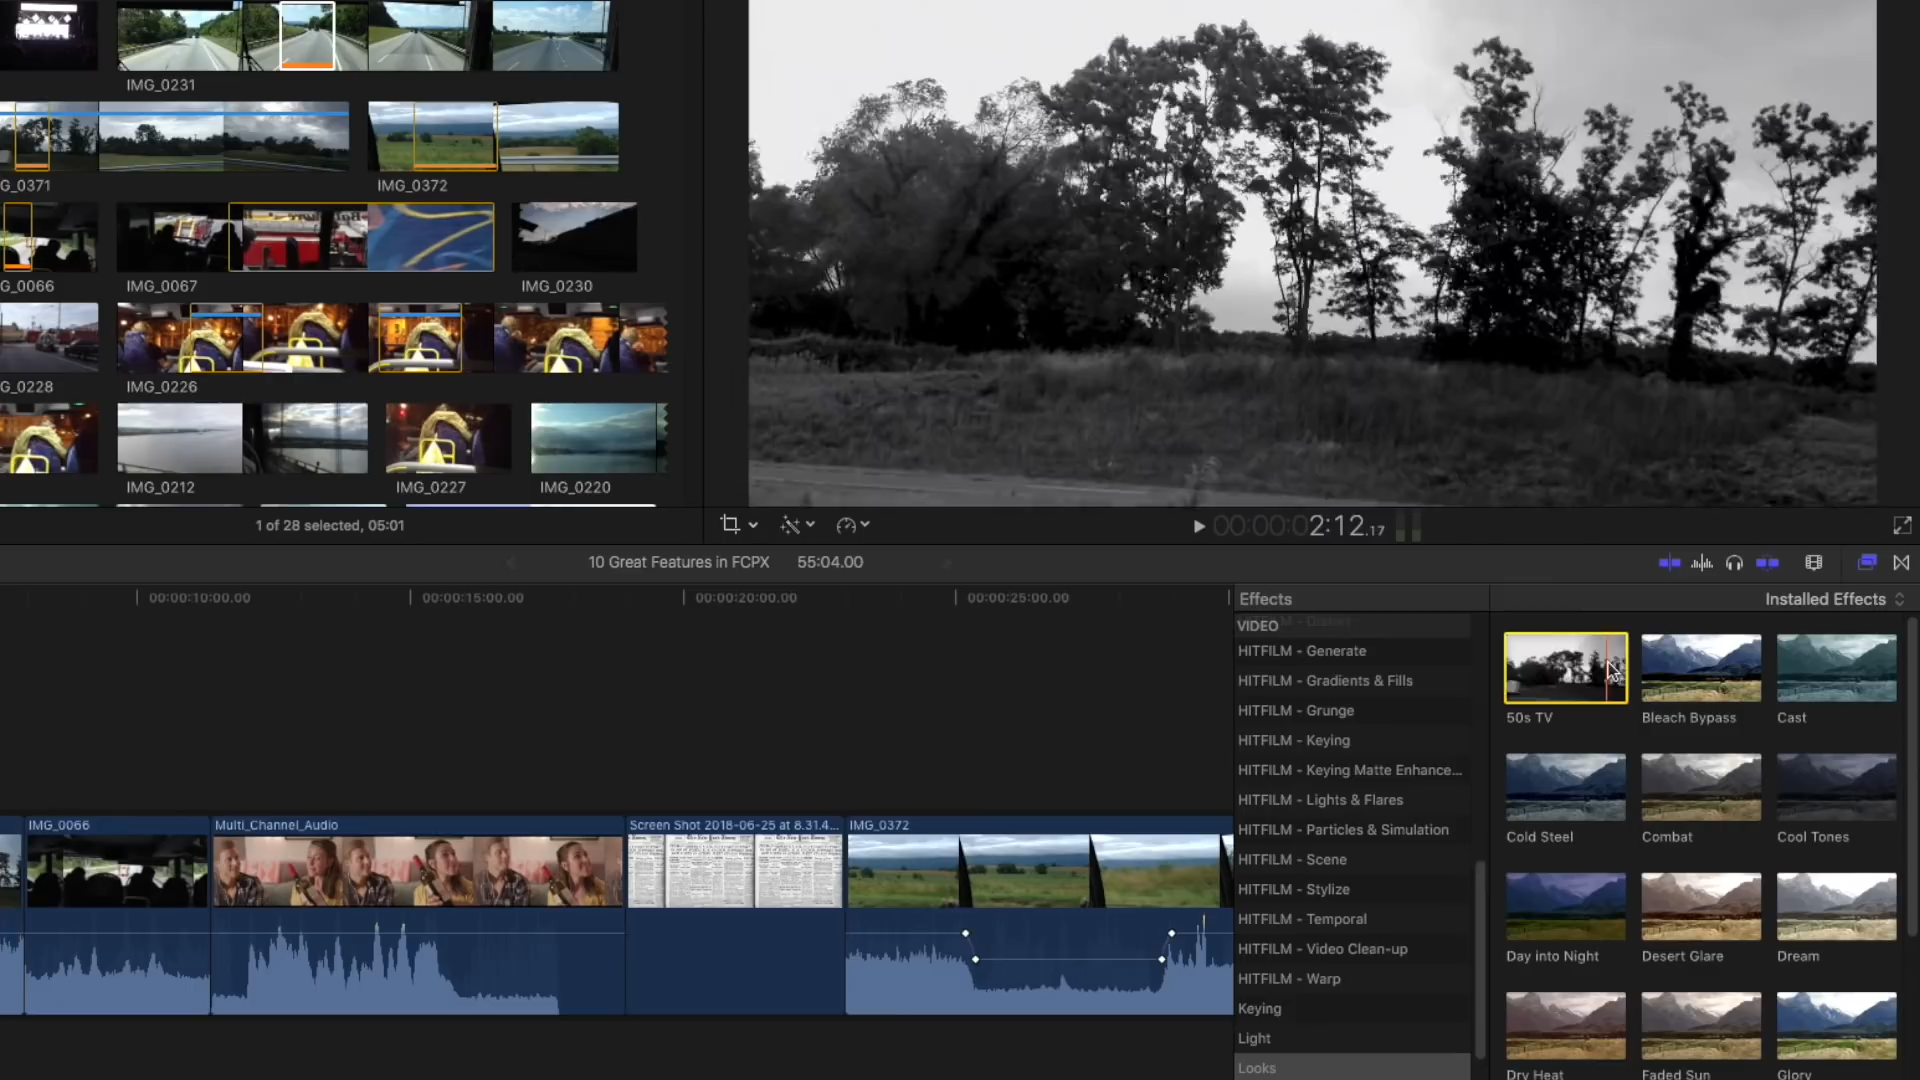 IMG_0231
G_0371
IMG_0372
G_0066
IMG_0067
IMG_0230
G_0228
IMG_0226
IMG_0212
IMG_0227
IMG_0220
1 of 28 selected, 05:01
00:00:02:12.17
10 Great Features in FCPX
55:04.00
00:00:10:00.00
00:00:15:00.00
00:00:20:00.00
00:00:25:00.00
Effects
Installed Effects
VIDEO
HITFILM - Generate
HITFILM - Gradients & Fills
HITFILM - Grunge
HITFILM - Keying
HITFILM - Keying Matte Enhance...
HITFILM - Lights & Flares
HITFILM - Particles & Simulation
HITFILM - Scene
HITFILM - Stylize
HITFILM - Temporal
HITFILM - Video Clean-up
HITFILM - Warp
Keying
Light
Looks
50s TV
Bleach Bypass
Cast
Cold Steel
Combat
Cool Tones
Day into Night
Desert Glare
Dream
Dry Heat
Faded Sun
Glory
IMG_0066
Multi_Channel_Audio
Screen Shot 2018-06-25 at 8.31.4...
IMG_0372